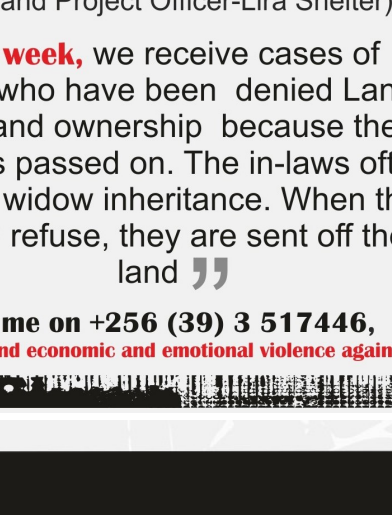 and Project Officer-Lira Shelter)
week, we receive cases of
who have been denied Lan
and ownership because the
s passed on. The in-laws oft
widow inheritance. When th
refuse, they are sent off the
land ”
me on +256 (39) 3 517446,
nd economic and emotional violence again